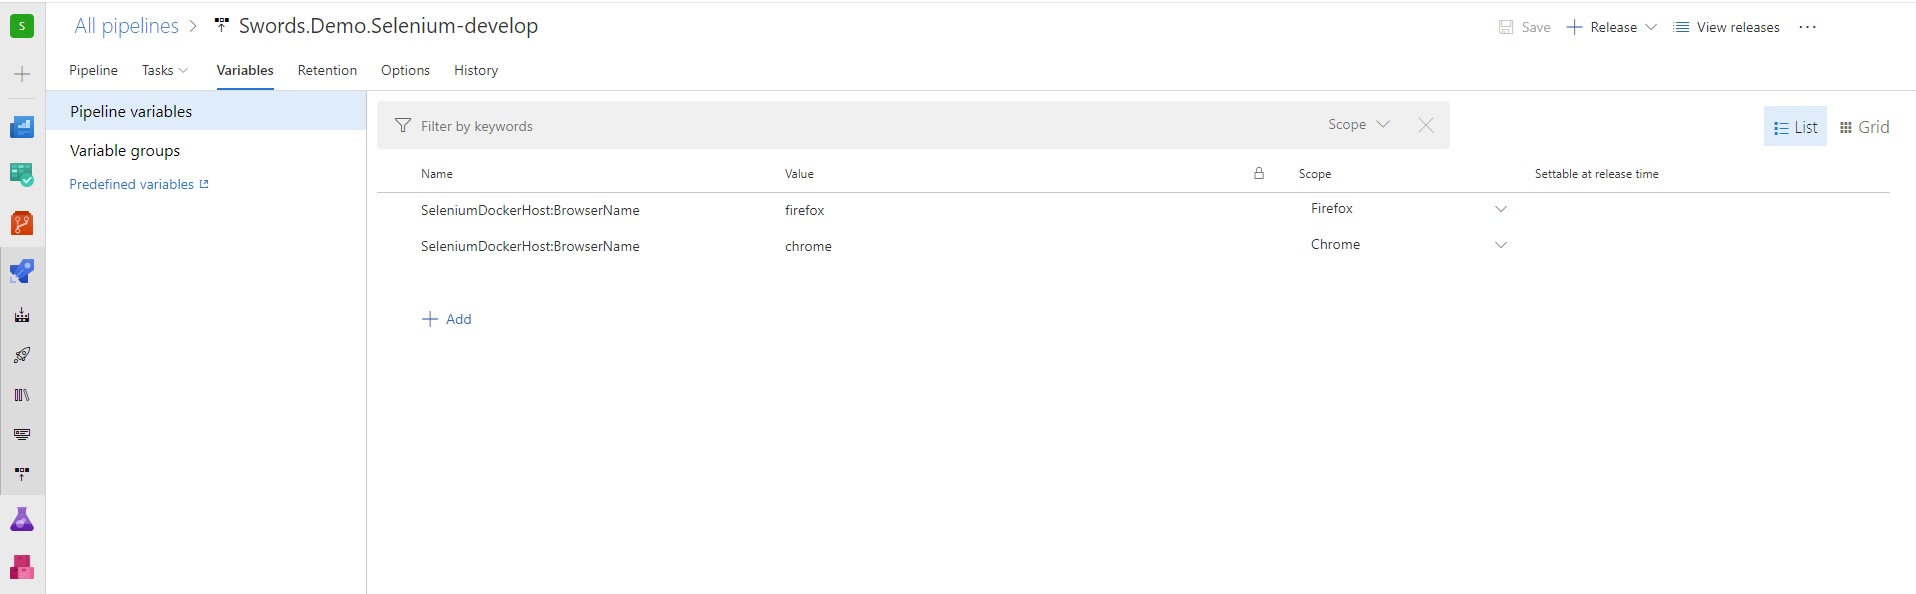 S
All pipelines > Swords.Demo.Selenium-develop
Save Release View releases ...
Pipeline Tasks Variables Retention Options History
Pipeline variables
Variable groups
Predefined variables
Filter by keywords Scope
List Grid
Name Value Scope Settable at release time
SeleniumDockerHost:BrowserName firefox Firefox
SeleniumDockerHost:BrowserName chrome Chrome
+ Add